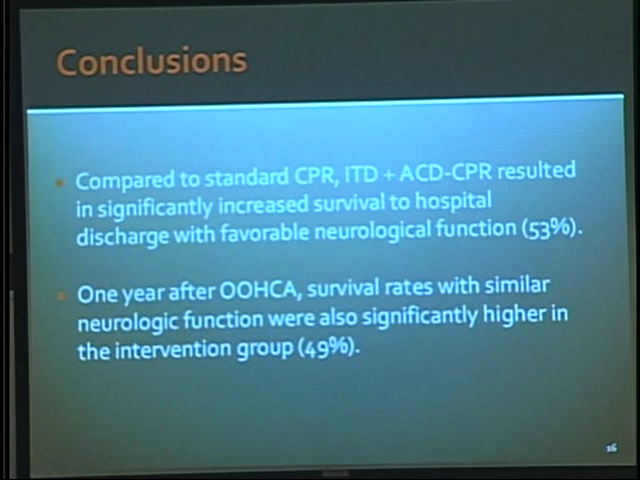 Conclusions
Compared to standard CPR, ITD + ACD-CPR resulted
in significantly increased survival to hospital
discharge with favorable neurological function (53%).
One year after OOHCA, survival rates with similar
neurologic function were also significantly higher in
the intervention group (49%).
16